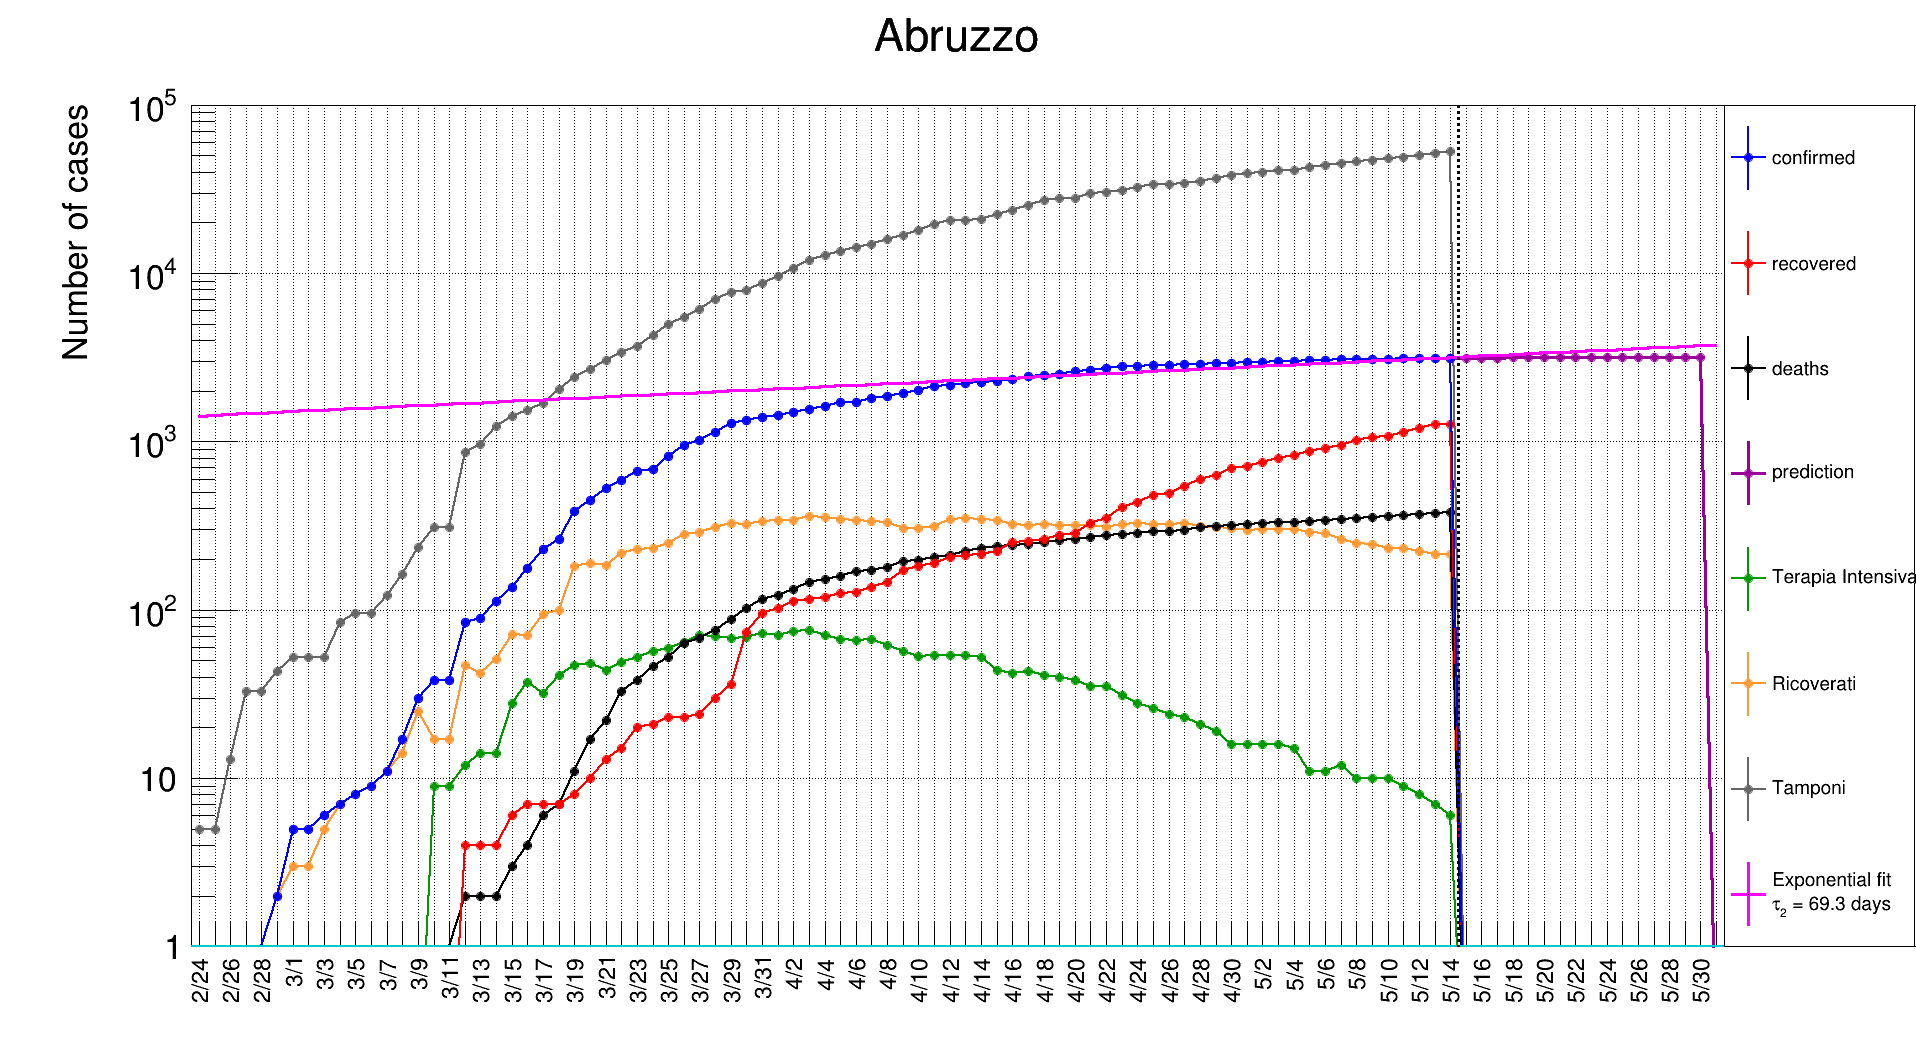 Abruzzo
Number of cases
10^5
10^4
10^3
10^2
10
1
2/24 2/26 2/28 3/1 3/3 3/5 3/7 3/9 3/11 3/13 3/15 3/17 3/19 3/21 3/23 3/25 3/27 3/29 3/31 4/2 4/4 4/6 4/8 4/10 4/12 4/14 4/16 4/18 4/20 4/22 4/24 4/26 4/28 4/30 5/2 5/4 5/6 5/8 5/10 5/12 5/14 5/16 5/18 5/20 5/22 5/24 5/26 5/28 5/30
confirmed
recovered
deaths
prediction
Terapia Intensiva
Ricoverati
Tamponi
Exponential fit
τ₂ = 69.3 days